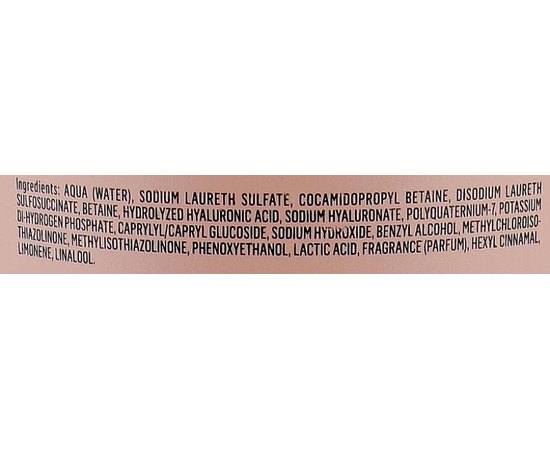 Ingredients: AQUA (WATER), SODIUM LAURETH SULFATE, COCAMIDOPROPYL BETAINE, DISODIUM LAURETH
SULFOSUCCINATE, BETAINE, HYDROLYZED HYALURONIC ACID, SODIUM HYALURONATE, POLYQUATERNIUM-7, POTASSIUM
DI-HYDROGEN PHOSPHATE, CAPRYLYL/CAPRYL GLUCOSIDE, SODIUM HYDROXIDE, BENZYL ALCOHOL, METHYLCHLORDISO-
THIAZOLINONE, METHYLISOTHIAZOLINONE, PHENOXYETHANOL, LACTIC ACID, FRAGRANCE (PARFUM), HEXYL CINNAMAL,
LIMONENE, LINALOOL.